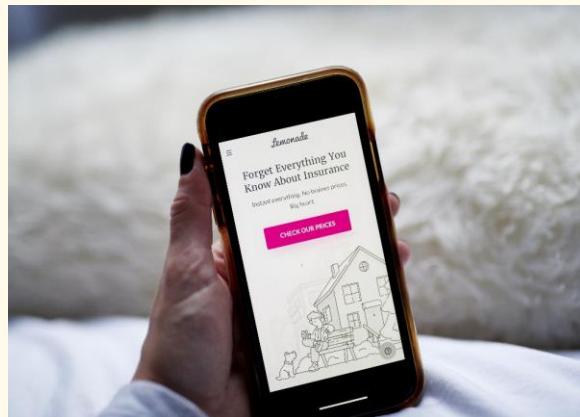 Lemonade
Forget Everything You
Know About Insurance
Instant everything. No brainer prices.
Big heart.
CHECK OUR PRICES